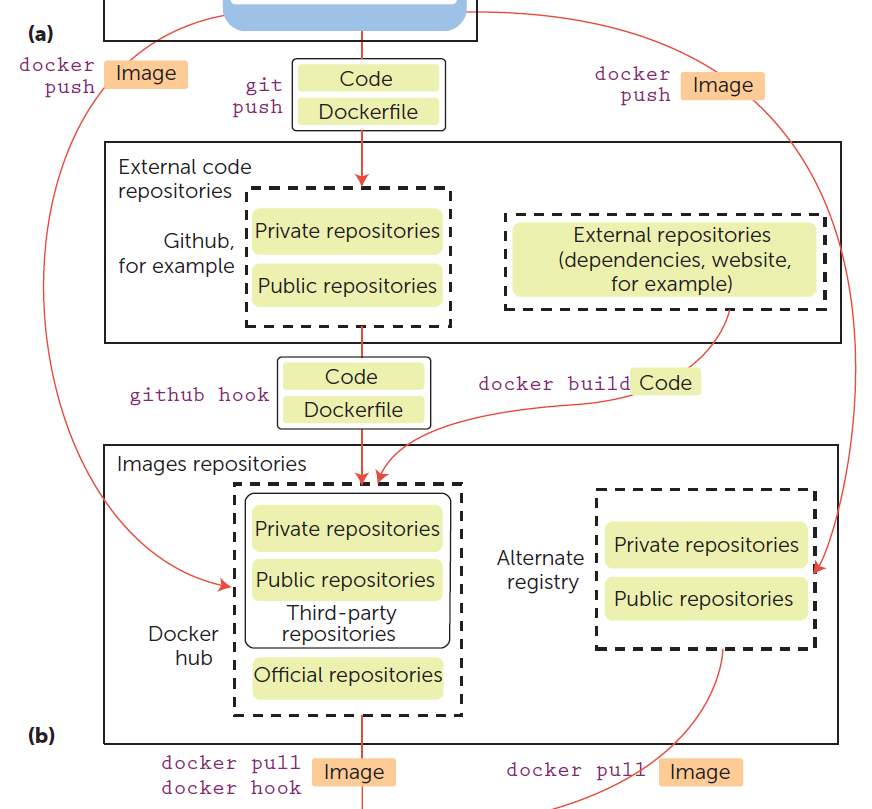 (a)
docker
push
Image
git
push
Code
Dockerfile
docker
push
Image
External code
repositories
Github,
for example
Private repositories
Public repositories
External repositories
(dependencies, website,
for example)
github hook
Code
Dockerfile
docker build
Code
Images repositories
Docker
hub
Private repositories
Public repositories
Third-party
repositories
Official repositories
Alternate
registry
Private repositories
Public repositories
(b)
docker pull
docker hook
Image
docker pull
Image